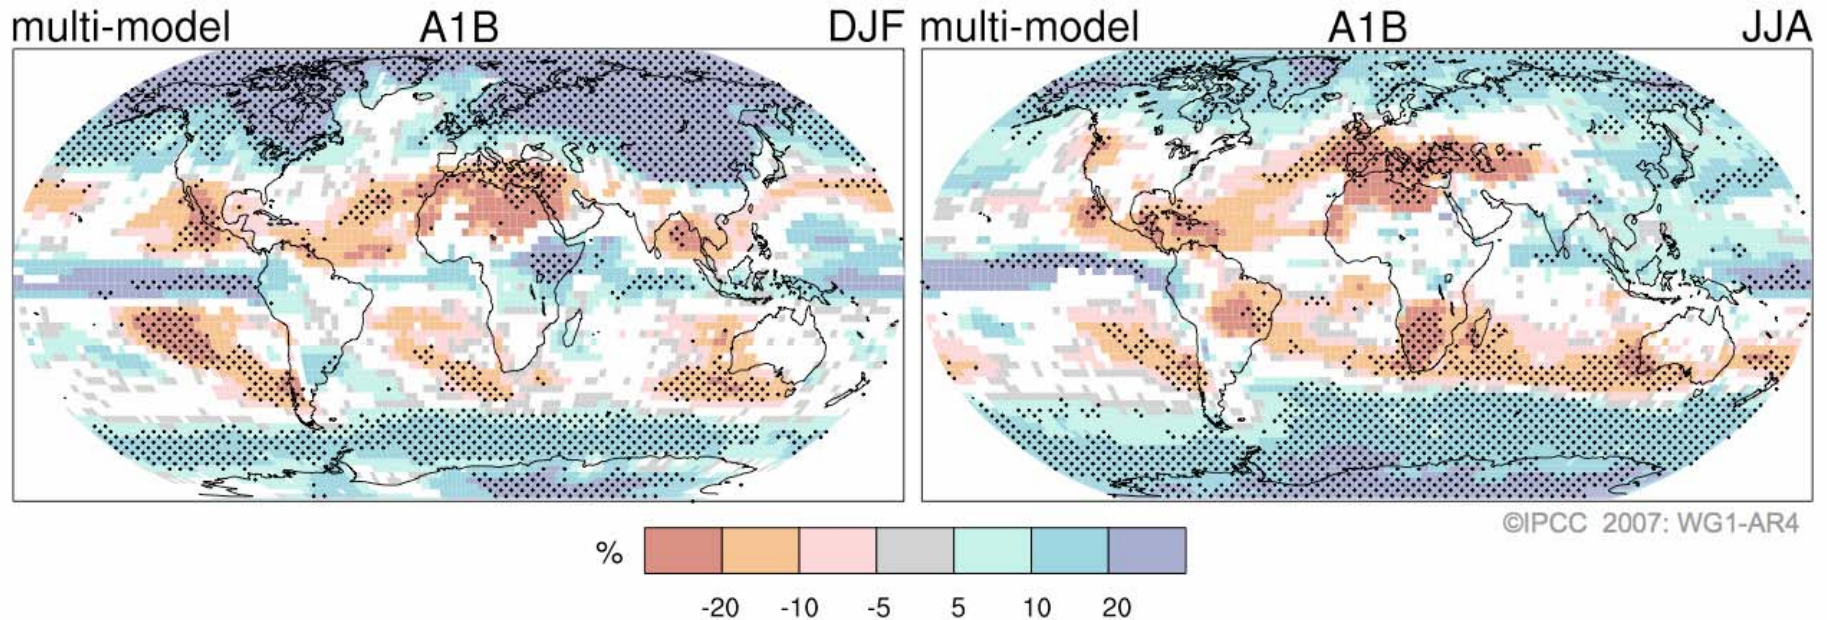 multi-model A1B DJF
multi-model A1B JJA
©IPCC 2007: WG1-AR4
%
-20 -10 -5 5 10 20